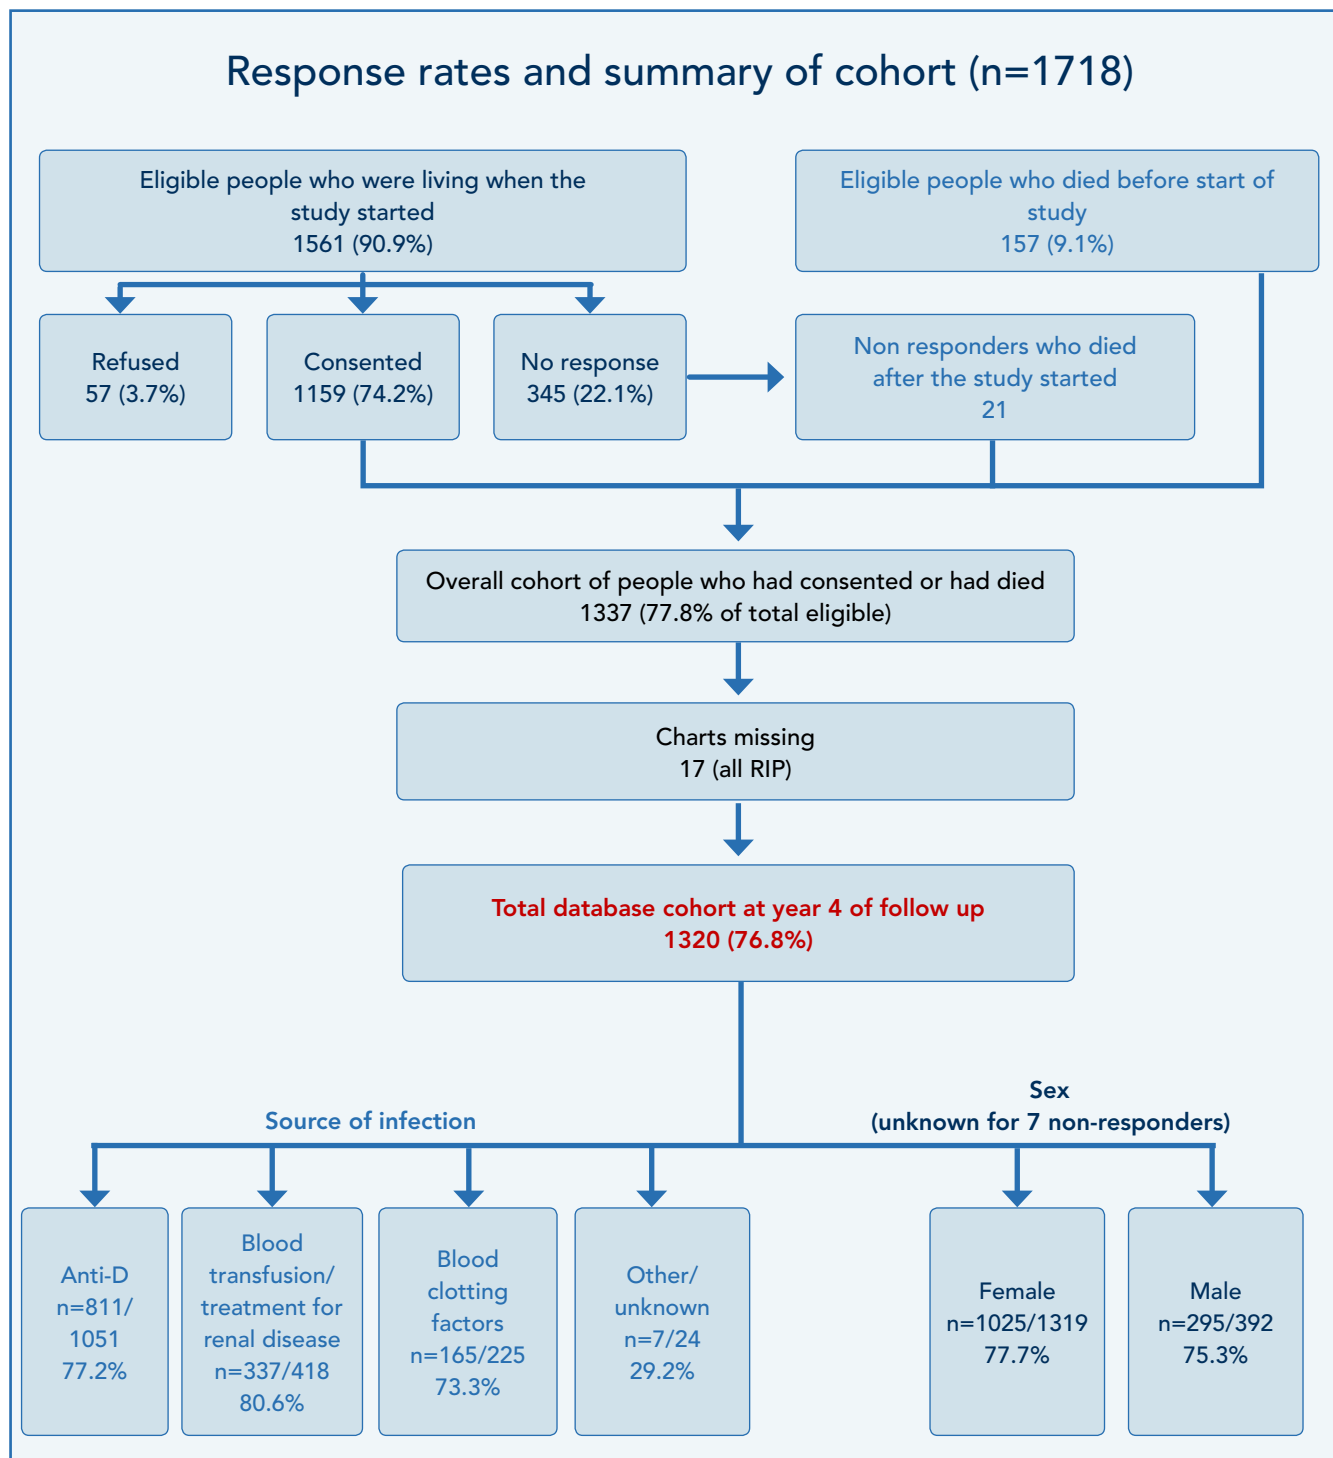 Response rates and summary of cohort (n=1718)
Eligible people who were living when the
study started
1561 (90.9%)
Eligible people who died before start of
study
157 (9.1%)
Refused
57 (3.7%)
Consented
1159 (74.2%)
No response
345 (22.1%)
Non responders who died
after the study started
21
Overall cohort of people who had consented or had died
1337 (77.8% of total eligible)
Charts missing
17 (all RIP)
Total database cohort at year 4 of follow up
1320 (76.8%)
Source of infection
Sex
(unknown for 7 non-responders)
Anti-D
n=811/
1051
77.2%
Blood
transfusion/
treatment for
renal disease
n=337/418
80.6%
Blood
clotting
factors
n=165/225
73.3%
Other/
unknown
n=7/24
29.2%
Female
n=1025/1319
77.7%
Male
n=295/392
75.3%